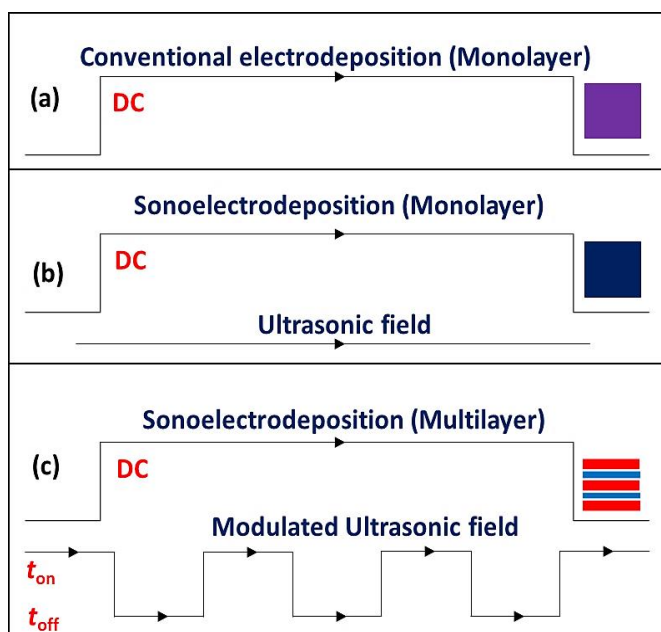 Conventional electrodeposition (Monolayer)
(a)
DC
Sonoelectrodeposition (Monolayer)
(b)
DC
Ultrasonic field
Sonoelectrodeposition (Multilayer)
(c)
DC
Modulated Ultrasonic field
ton
toff